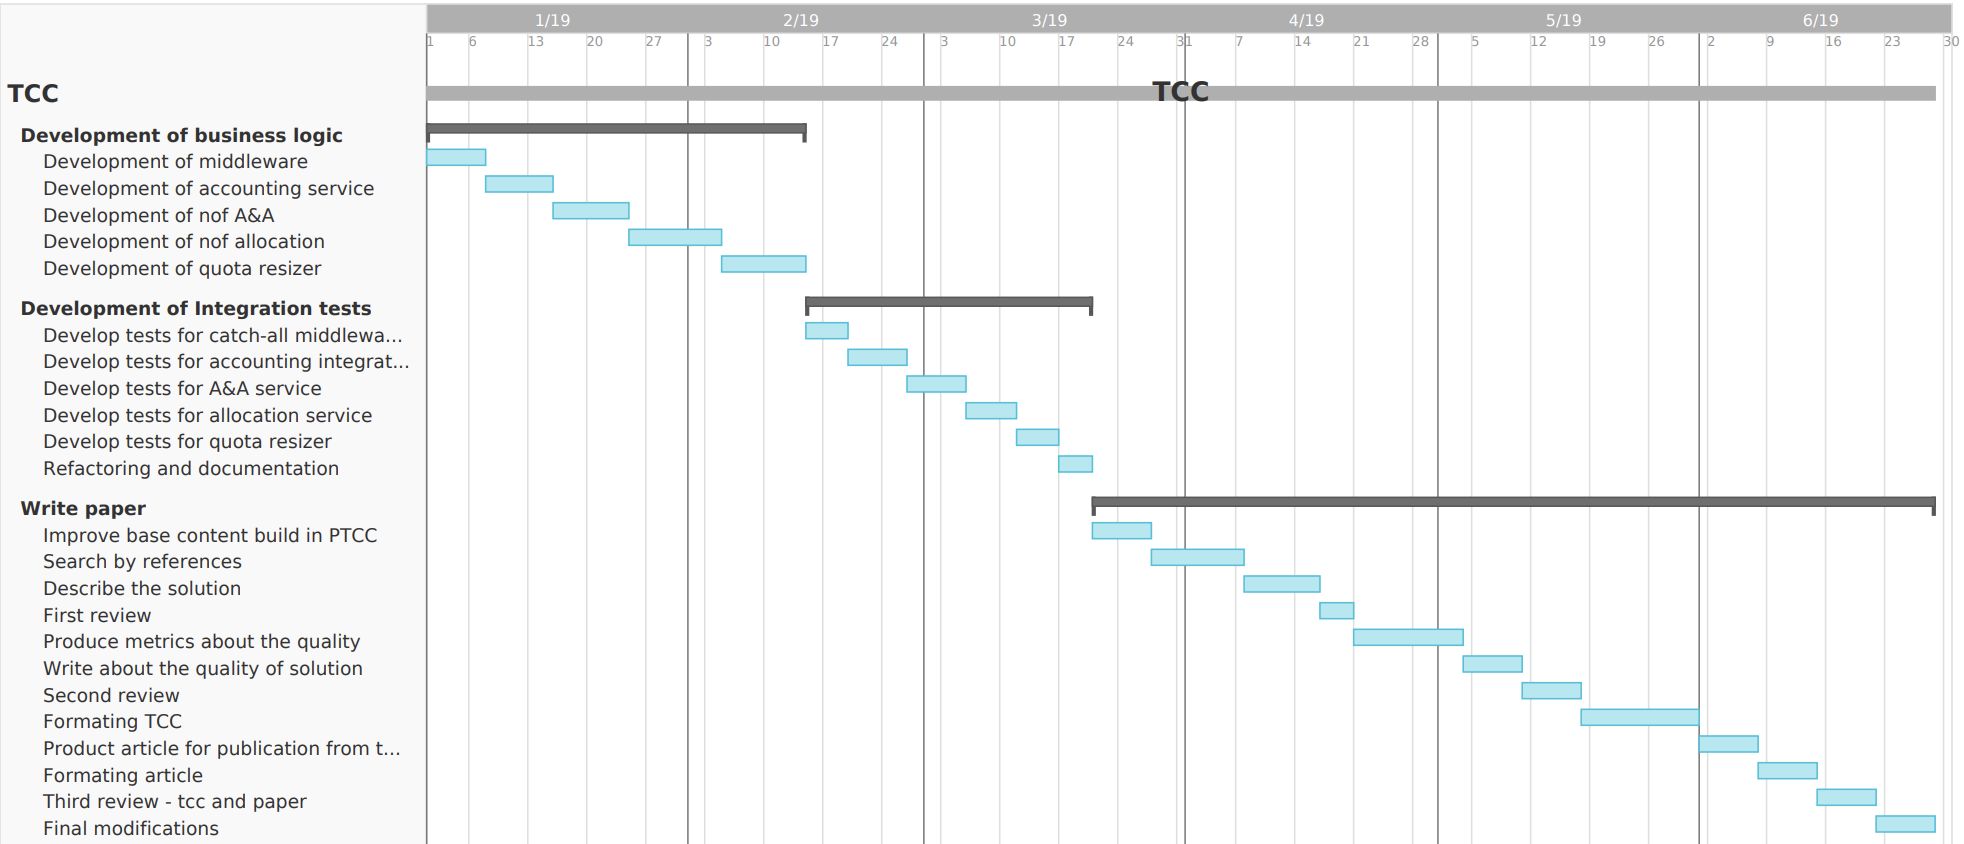 1/19 2/19 3/19 4/19 5/19 6/19
1 6 13 20 27 3 10 17 24 3 10 17 24 31 7 14 21 28 5 12 19 26 2 9 16 23 30
TCC TCC
Development of business logic
Development of middleware
Development of accounting service
Development of nof A&A
Development of nof allocation
Development of quota resizer
Development of Integration tests
Develop tests for catch-all middlewa...
Develop tests for accounting integrat...
Develop tests for A&A service
Develop tests for allocation service
Develop tests for quota resizer
Refactoring and documentation
Write paper
Improve base content build in PTCC
Search by references
Describe the solution
First review
Produce metrics about the quality
Write about the quality of solution
Second review
Formating TCC
Product article for publication from t...
Formating article
Third review - tcc and paper
Final modifications